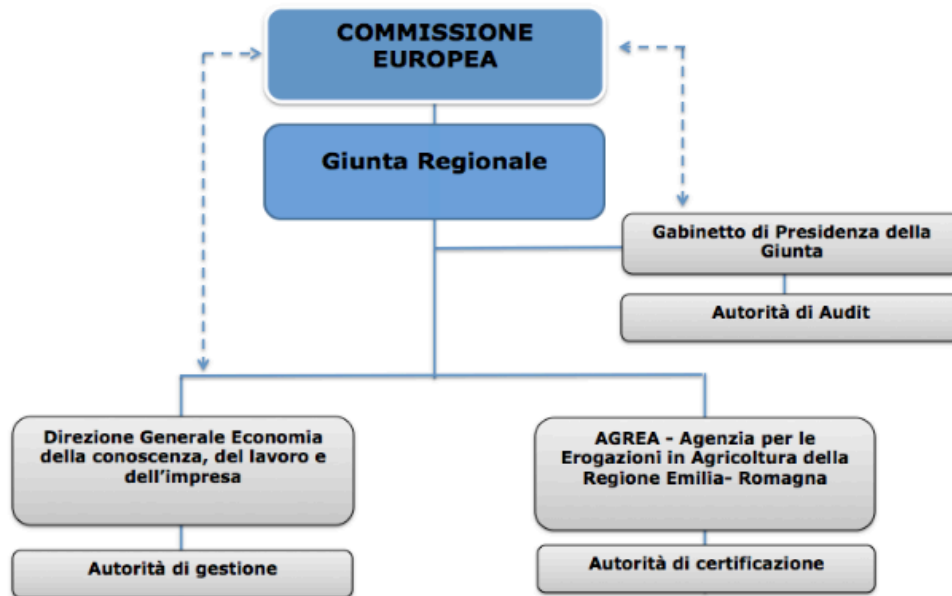 COMMISSIONE
EUROPEA
Giunta Regionale
Gabinetto di Presidenza della
Giunta
Autorità di Audit
Direzione Generale Economia
della conoscenza, del lavoro e
dell’impresa
Autorità di gestione
AGREA - Agenzia per le
Erogazioni in Agricoltura della
Regione Emilia- Romagna
Autorità di certificazione